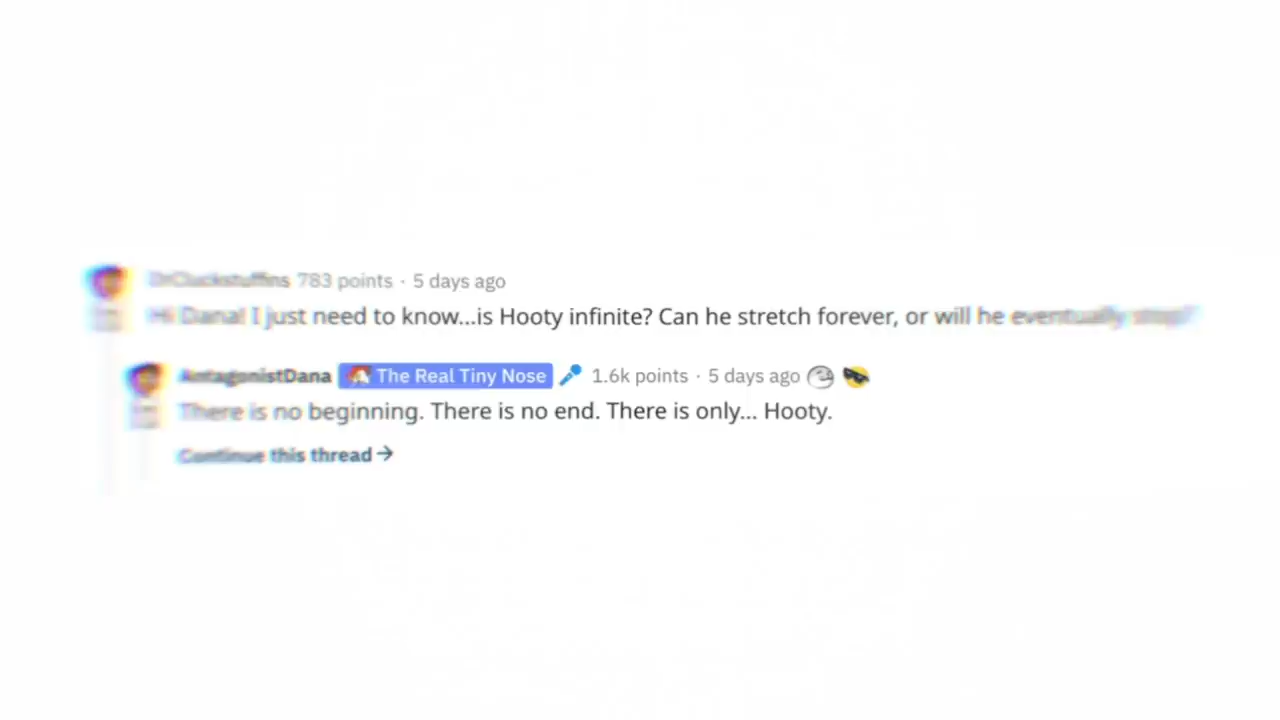 DrCluckstuffins 783 points · 5 days ago
Hi Dana! I just need to know...is Hooty infinite? Can he stretch forever, or will he eventually stop?
AntagonistDana The Real Tiny Nose 1.6k points · 5 days ago
There is no beginning. There is no end. There is only... Hooty.
Continue this thread →